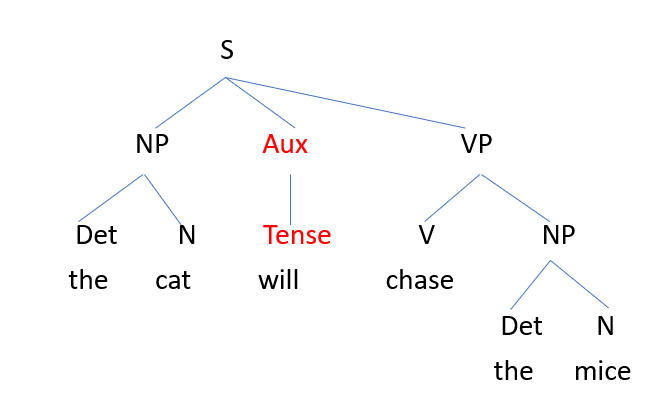 S
NP Aux VP
Det N Tense V NP
the cat will chase
Det N
the mice